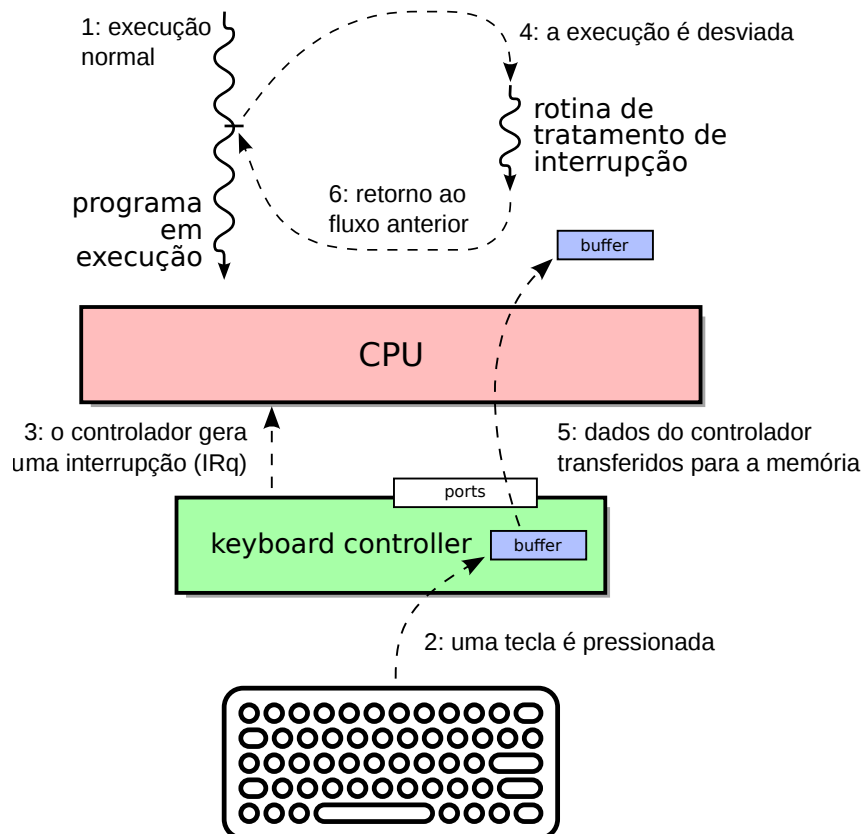 1: execução
normal
4: a execução é desviada
rotina de
tratamento de
interrupção
6: retorno ao
fluxo anterior
programa
em
execução
buffer
CPU
3: o controlador gera
uma interrupção (IRq)
5: dados do controlador
transferidos para a memória
ports
keyboard controller
buffer
2: uma tecla é pressionada